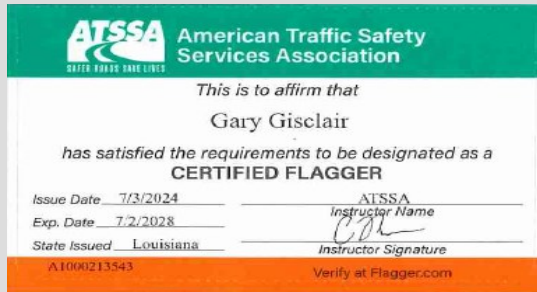 ATSSA
SAFER ROADS SAVE LIVES
American Traffic Safety
Services Association
This is to affirm that
Gary Gisclair
has satisfied the requirements to be designated as a
CERTIFIED FLAGGER
Issue Date 7/3/2024
Exp. Date 7/2/2028
State Issued Louisiana
ATSSA
Instructor Name
Instructor Signature
A1000213543
Verify at Flagger.com